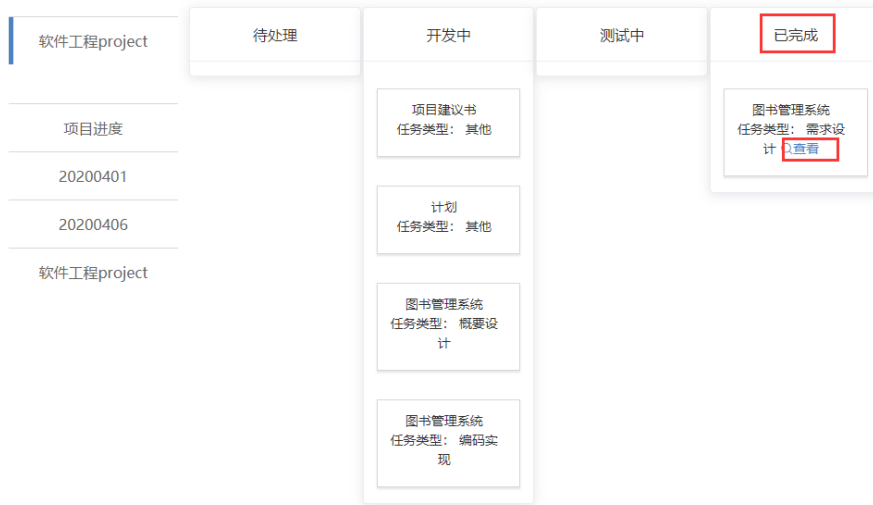 软件工程project
项目进度
20200401
20200406
软件工程project
待处理
开发中
项目建议书
任务类型： 其他
计划
任务类型： 其他
图书管理系统
任务类型： 概要设
计
图书管理系统
任务类型： 编码实
现
测试中
已完成
图书管理系统
任务类型： 需求设
计 查看